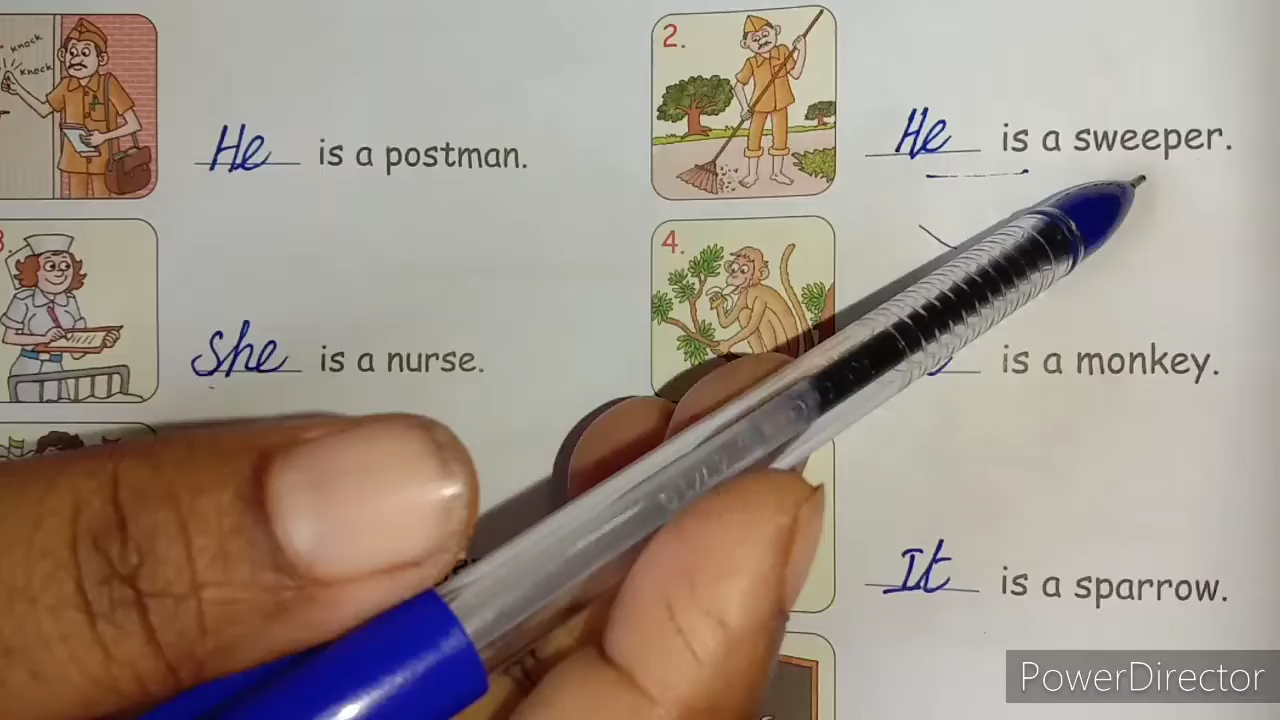 knock
knock
He is a postman.
2.
He is a sweeper.
3.
She is a nurse.
4.
is a monkey.
It is a sparrow.
PowerDirector